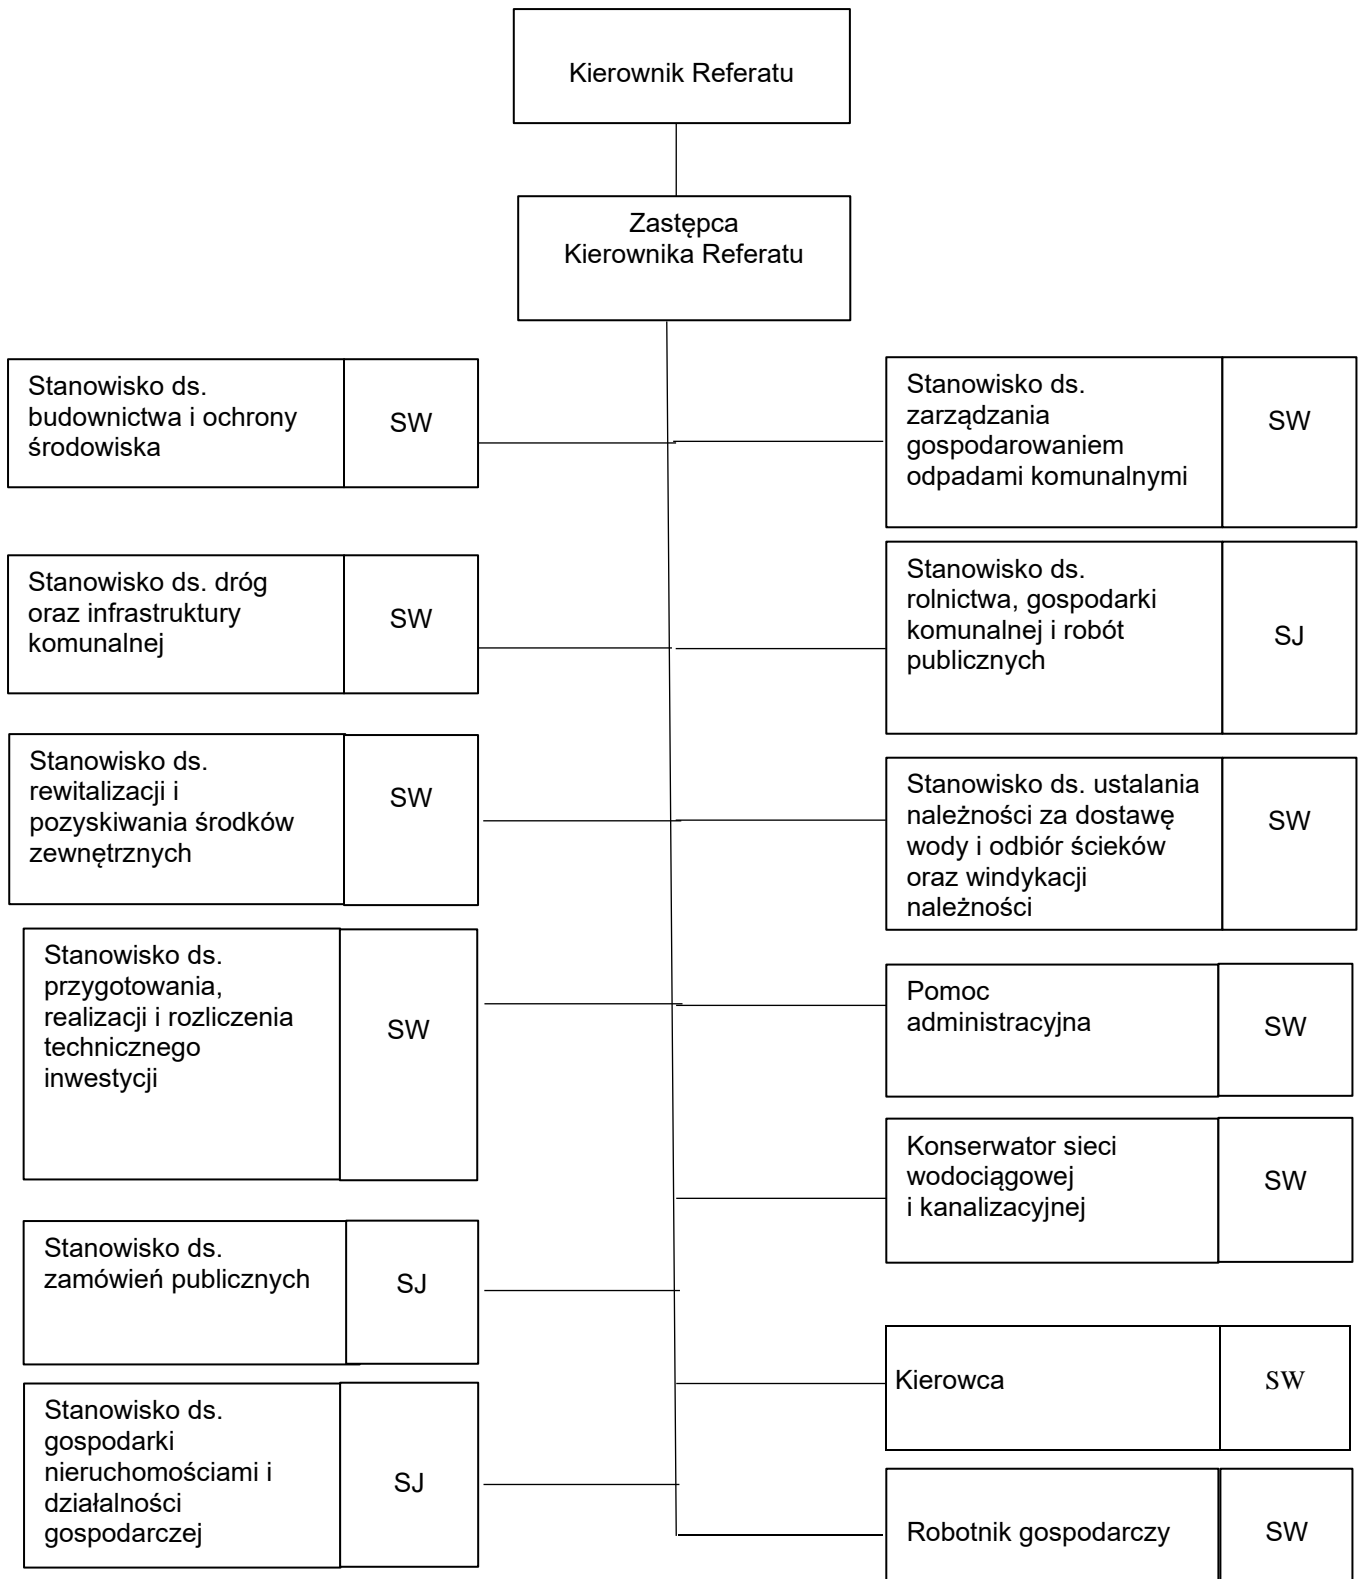 Kierownik Referatu
Zastępca
Kierownika Referatu
Stanowisko ds.
budownictwa i ochrony
środowiska
SW
Stanowisko ds.
zarządzania
gospodarowaniem
odpadami komunalnymi
SW
Stanowisko ds. dróg
oraz infrastruktury
komunalnej
SW
Stanowisko ds.
rolnictwa, gospodarki
komunalnej i robót
publicznych
SJ
Stanowisko ds.
rewitalizacji i
pozyskiwania środków
zewnętrznych
SW
Stanowisko ds. ustalania
należności za dostawę
wody i odbiór ścieków
oraz windykacji
należności
SW
Stanowisko ds.
przygotowania,
realizacji i rozliczenia
technicznego
inwestycji
SW
Pomoc
administracyjna
SW
Konserwator sieci
wodociągowej
i kanalizacyjnej
SW
Stanowisko ds.
zamówień publicznych
SJ
Kierowca
SW
Stanowisko ds.
gospodarki
nieruchomościami i
działalności
gospodarczej
SJ
Robotnik gospodarczy
SW